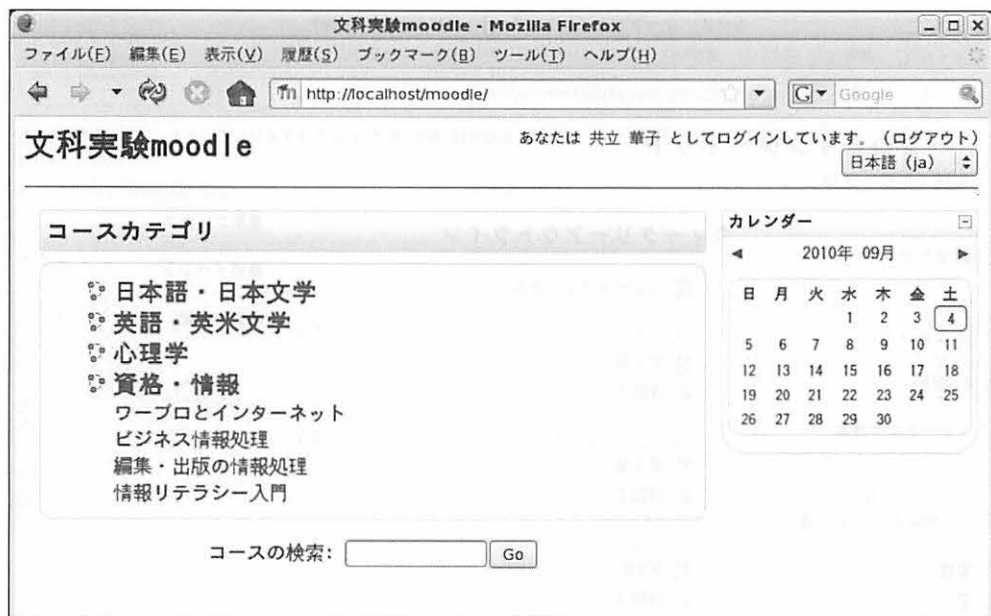 文科実験moodle - Mozilla Firefox
ファイル(F) 編集(E) 表示(V) 履歴(S) ブックマーク(B) ツール(T) ヘルプ(H)
http://localhost/moodle/
Google
文科実験moodle
あなたは 共立 華子 としてログインしています。 (ログアウト)
日本語 (ja)
コースカテゴリ
日本語・日本文学
英語・英米文学
心理学
資格・情報
ワープロとインターネット
ビジネス情報処理
編集・出版の情報処理
情報リテラシー入門
コースの検索: Go
カレンダー
2010年 09月
日 月 火 水 木 金 土
1 2 3 4
5 6 7 8 9 10 11
12 13 14 15 16 17 18
19 20 21 22 23 24 25
26 27 28 29 30